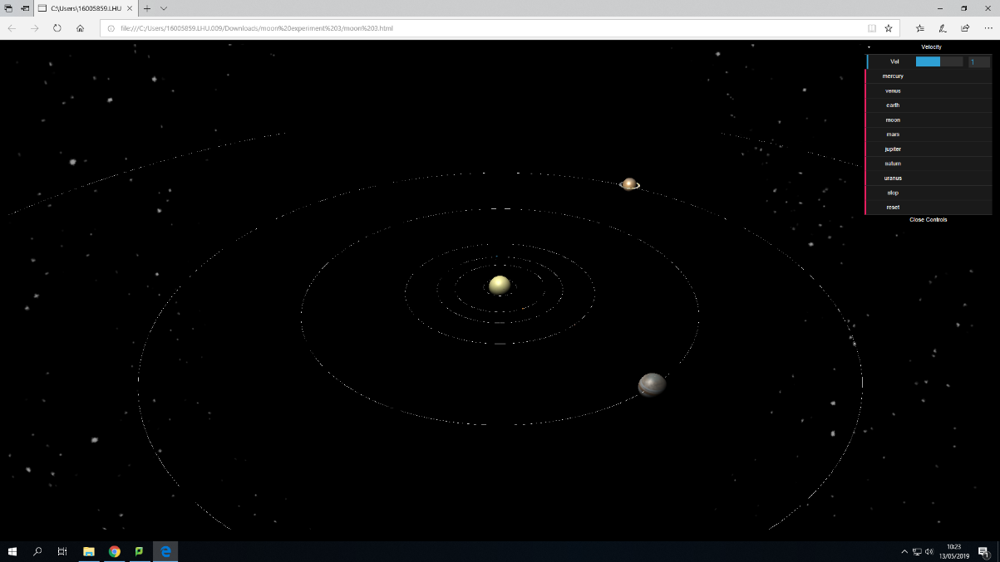 C:\Users\16005859.LHU
file:///C:/Users/16005859.LHU.009/Downloads/moon%20experiment%203/moon%203.html
Velocity
Vel 1
mercury
venus
earth
moon
mars
jupiter
saturn
uranus
stop
reset
Close Controls
10:23
13/05/2019
1